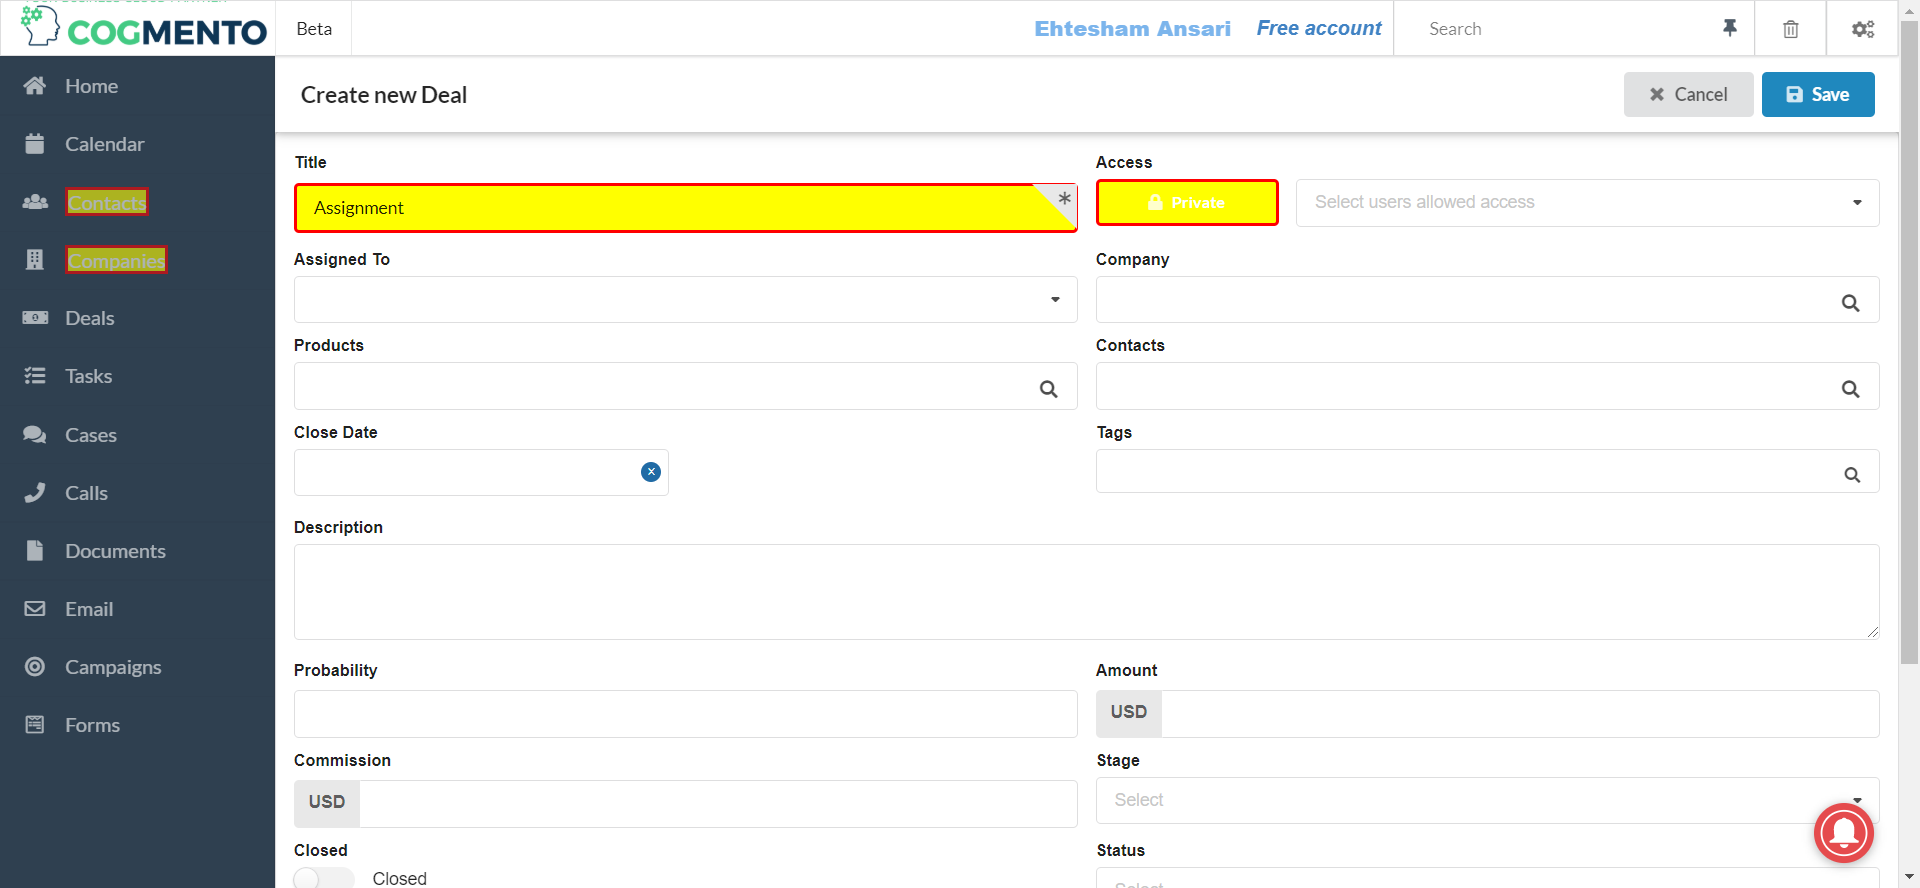 COGMENTO
Beta
Ehtesham Ansari
Free account
Search
Home
Calendar
Contacts
Companies
Deals
Tasks
Cases
Calls
Documents
Email
Campaigns
Forms
Create new Deal
Cancel
Save
Title
Assignment
*
Access
Private
Select users allowed access
Assigned To
Company
Products
Contacts
Close Date
Tags
Description
Probability
Amount
USD
Commission
USD
Stage
Select
Closed
Closed
Status
Select